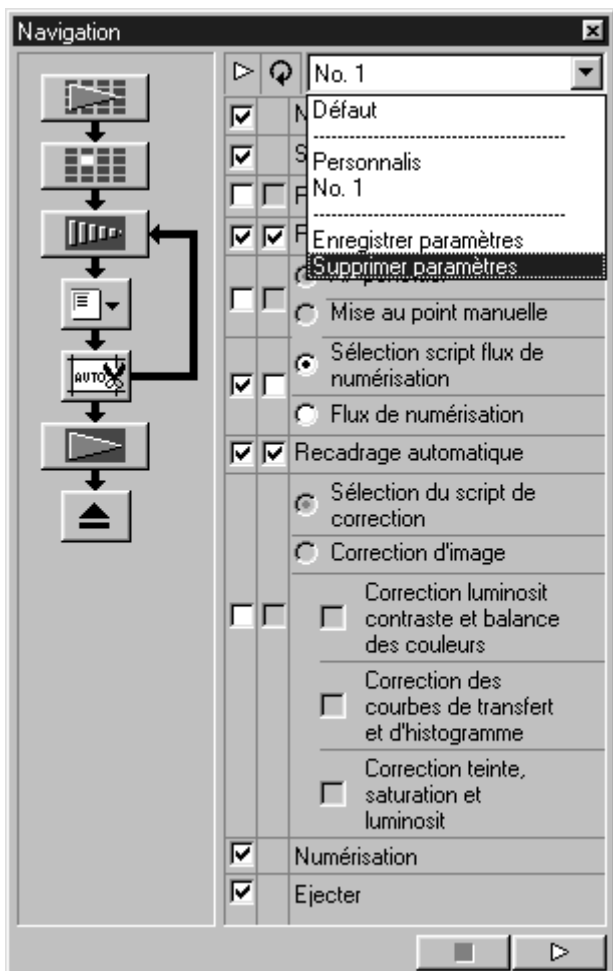 Navigation
No. 1
Défaut
Personnalis
No. 1
Enregistrer paramètres
Supprimer paramètres
Mise au point manuelle
Sélection script flux de
numérisation
Flux de numérisation
AUTO
Recadrage automatique
Sélection du script de
correction
Correction d'image
Correction luminosit
contraste et balance
des couleurs
Correction des
courbes de transfert
et d'histogramme
Correction teinte,
saturation et
luminosit
Numérisation
Ejecter